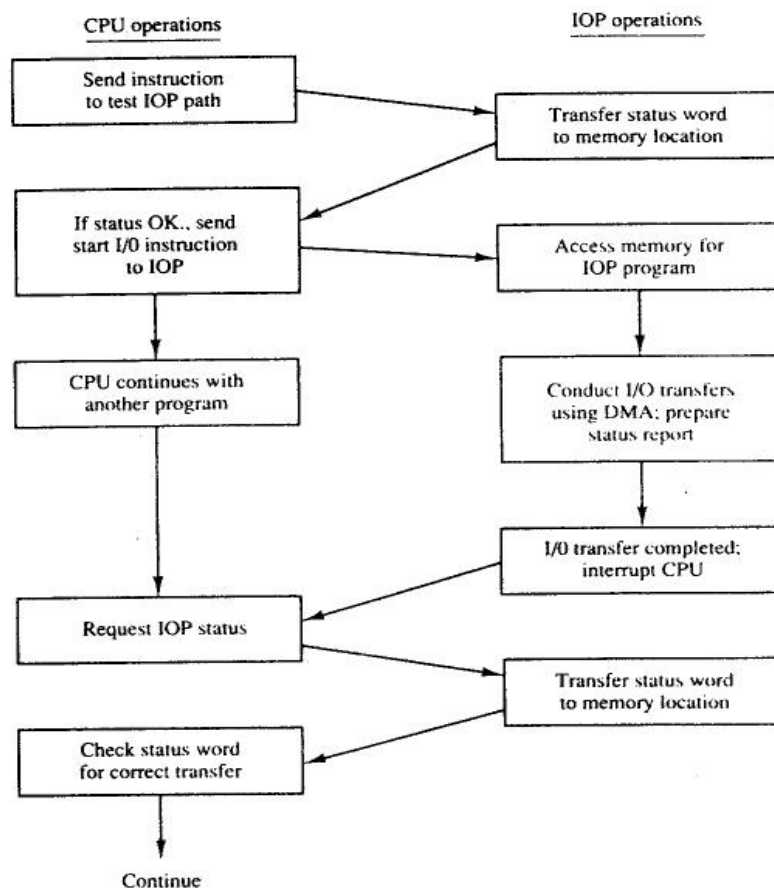 CPU operations
IOP operations
Send instruction
to test IOP path
Transfer status word
to memory location
If status OK., send
start I/0 instruction
to IOP
Access memory for
IOP program
CPU continues with
another program
Conduct I/O transfers
using DMA; prepare
status report
I/0 transfer completed;
interrupt CPU
Request IOP status
Transfer status word
to memory location
Check status word
for correct transfer
Continue